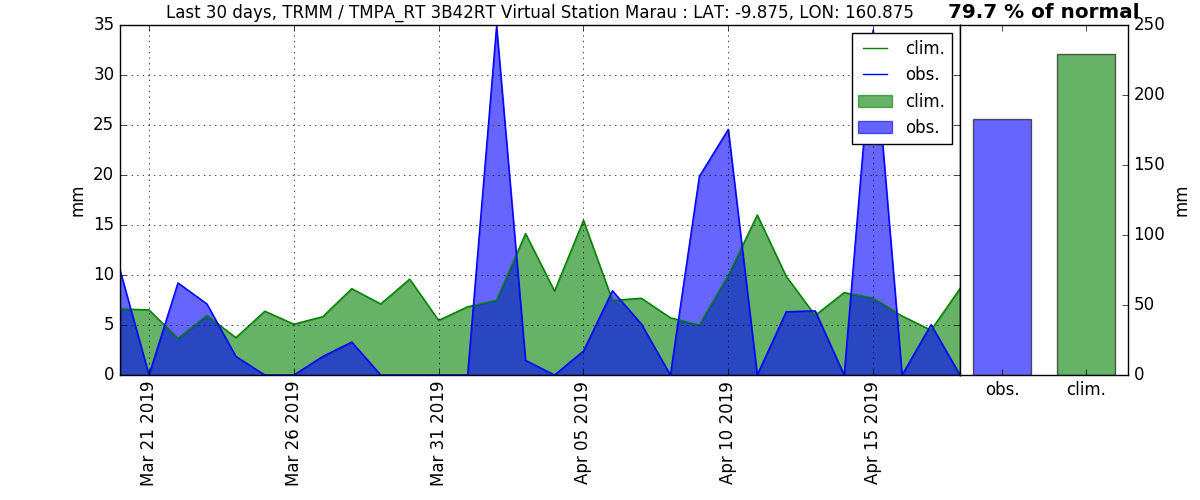 Last 30 days, TRMM / TMPA_RT 3B42RT Virtual Station Marau : LAT: -9.875, LON: 160.875
79.7 % of normal
35
30
25
20
15
10
5
0
mm
clim.
obs.
clim.
obs.
Mar 21 2019
Mar 26 2019
Mar 31 2019
Apr 05 2019
Apr 10 2019
Apr 15 2019
250
200
150
100
50
0
mm
obs.
clim.